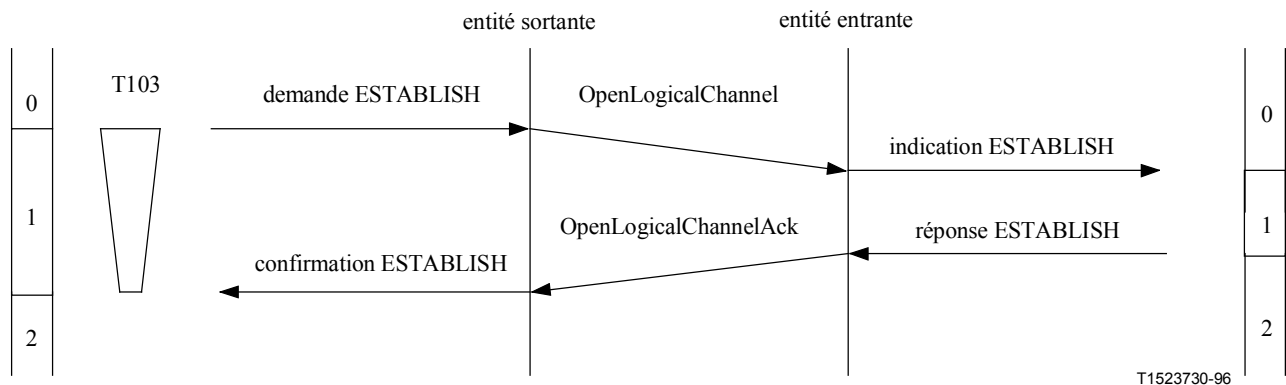 entité sortante
entité entrante
T103
demande ESTABLISH
OpenLogicalChannel
0
0
indication ESTABLISH
1
OpenLogicalChannelAck
réponse ESTABLISH
1
confirmation ESTABLISH
2
2
T1523730-96